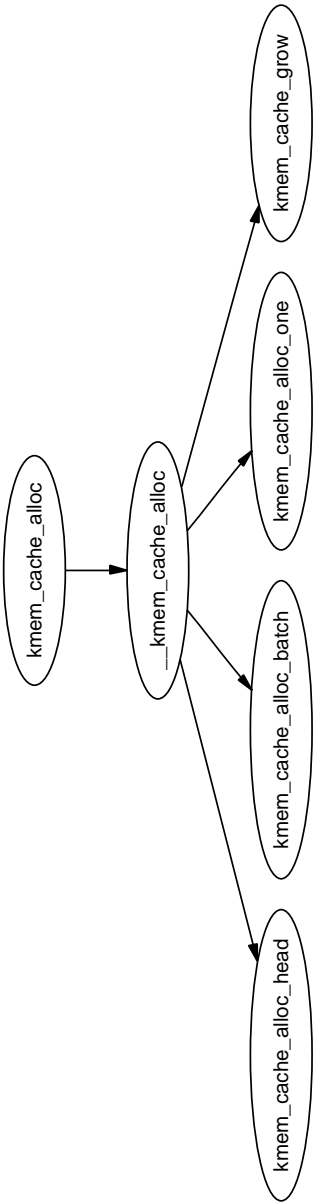 kmem_cache_alloc
__kmem_cache_alloc
kmem_cache_alloc_head
kmem_cache_alloc_batch
kmem_cache_alloc_one
kmem_cache_grow